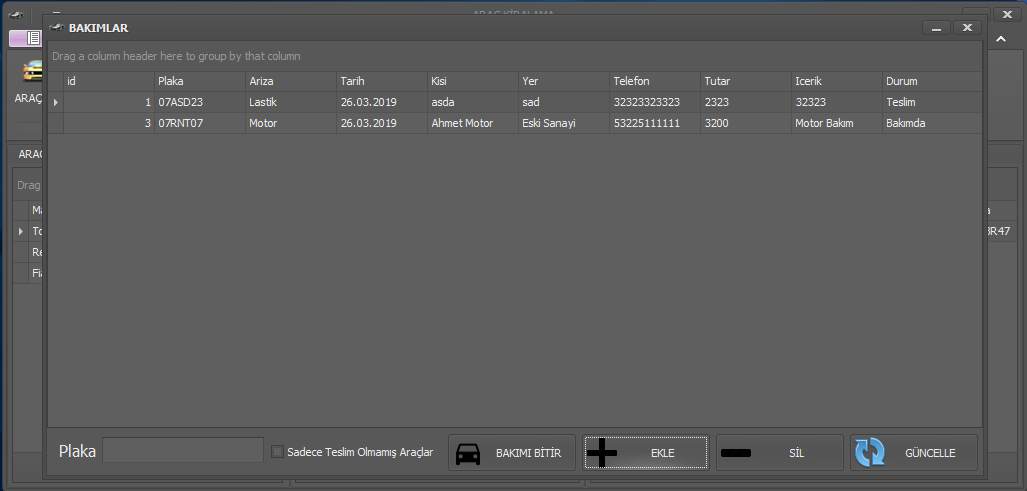 ARAÇ KİRALAMA
BAKIMLAR
Drag a column header here to group by that column
id Plaka Ariza Tarih Kisi Yer Telefon Tutar Icerik Durum
1 07ASD23 Lastik 26.03.2019 asda sad 32323323323 2323 32323 Teslim
3 07RNT07 Motor 26.03.2019 Ahmet Motor Eski Sanayi 53225111111 3200 Motor Bakım Bakımda
ARAÇ
ARAÇ
Drag
Ma
a
To
BR47
Re
Fia
Plaka
Sadece Teslim Olmamış Araçlar
BAKIMI BİTİR
EKLE
SİL
GÜNCELLE